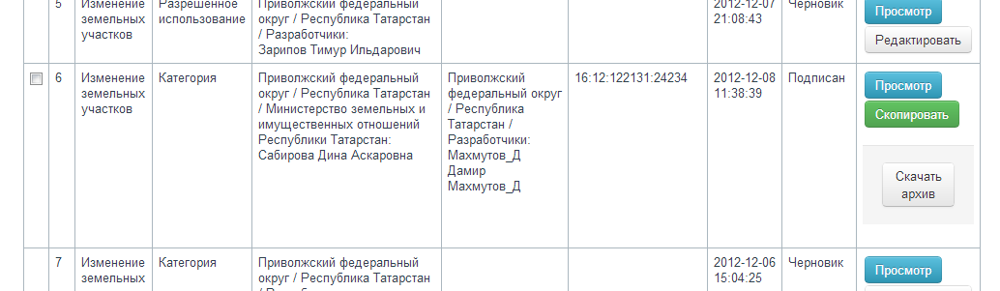 5
Изменение
земельных
участков
Разрешенное
использование
Приволжский федеральный
округ / Республика Татарстан
/ Разработчики:
Зарипов Тимур Ильдарович
2012-12-07
21:08:43
Черновик
Просмотр
Редактировать
6
Изменение
земельных
участков
Категория
Приволжский федеральный
округ / Республика Татарстан
/ Министерство земельных и
имущественных отношений
Республики Татарстан:
Сабирова Дина Аскаровна
Приволжский
федеральный округ
/ Республика
Татарстан /
Разработчики:
Махмутов_Д
Дамир
Махмутов_Д
16:12:122131:24234
2012-12-08
11:38:39
Подписан
Просмотр
Скопировать
Скачать
архив
7
Изменение
земельных
Категория
Приволжский федеральный
округ / Республика Татарстан
2012-12-06
15:04:25
Черновик
Просмотр